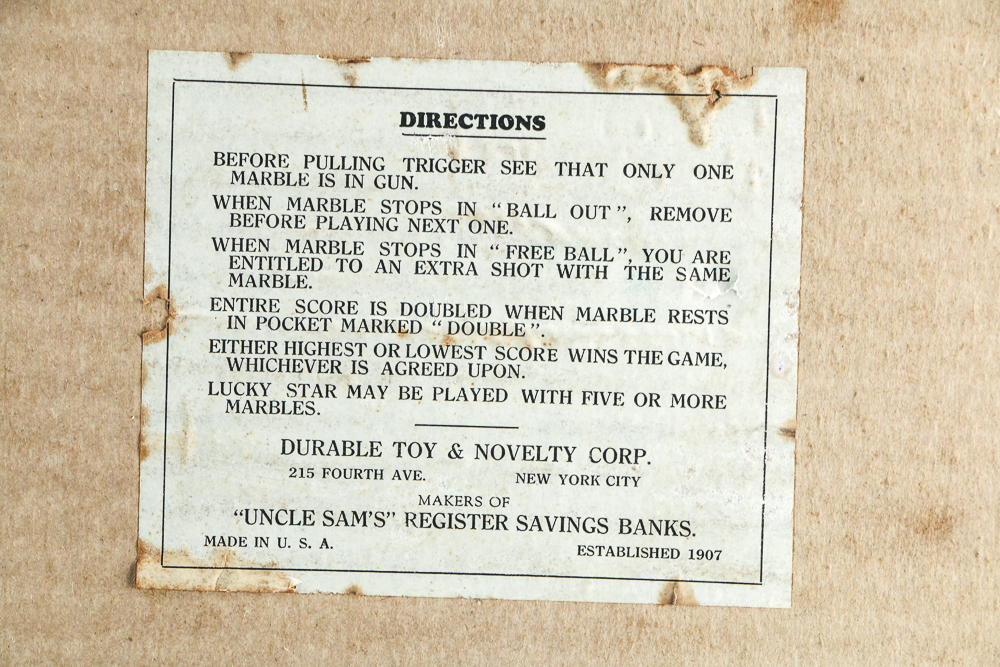 DIRECTIONS
BEFORE PULLING TRIGGER SEE THAT ONLY ONE
MARBLE IS IN GUN.
WHEN MARBLE STOPS IN "BALL OUT", REMOVE
BEFORE PLAYING NEXT ONE.
WHEN MARBLE STOPS IN "FREE BALL", YOU ARE
ENTITLED TO AN EXTRA SHOT WITH THE SAME
MARBLE.
ENTIRE SCORE IS DOUBLED WHEN MARBLE RESTS
IN POCKET MARKED "DOUBLE".
EITHER HIGHEST OR LOWEST SCORE WINS THE GAME,
WHICHEVER IS AGREED UPON.
LUCKY STAR MAY BE PLAYED WITH FIVE OR MORE
MARBLES.
DURABLE TOY & NOVELTY CORP.
215 FOURTH AVE. NEW YORK CITY
MAKERS OF
"UNCLE SAM'S" REGISTER SAVINGS BANKS.
MADE IN U. S. A. ESTABLISHED 1907